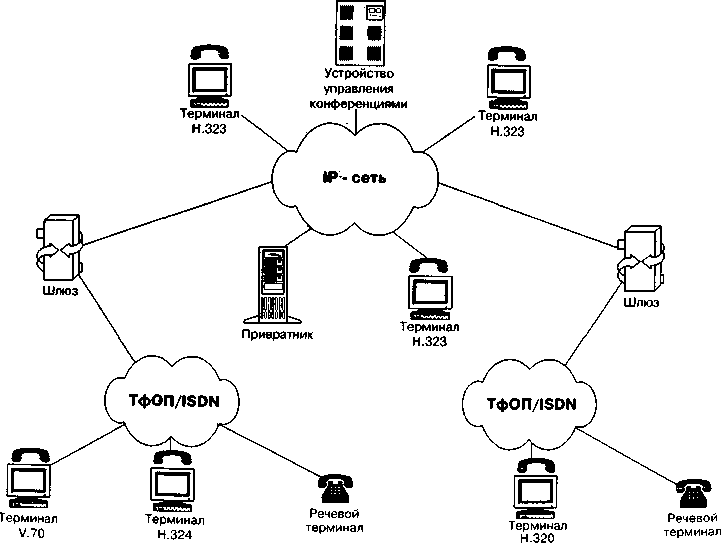 Устройство
управления
конференциями
Терминал
H.323
Терминал
H.323
IP - сеть
Шлюз
Привратник
Терминал
H.323
Шлюз
ТфОП/ISDN
ТфОП/ISDN
Терминал
V.70
Терминал
H.324
Речевой
терминал
Терминал
H.320
Речевой
терминал